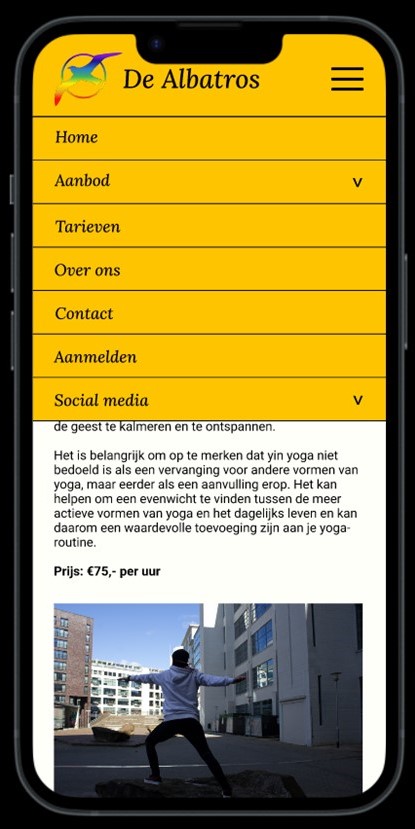 De Albatros
Home
Aanbod
Tarieven
Over ons
Contact
Aanmelden
Social media
de geest te kalmeren en te ontspannen.
Het is belangrijk om op te merken dat yin yoga niet
bedoeld is als een vervanging voor andere vormen van
yoga, maar eerder als een aanvulling erop. Het kan
helpen om een evenwicht te vinden tussen de meer
actieve vormen van yoga en het dagelijks leven en kan
daarom een waardevolle toevoeging zijn aan je yoga-
routine.
Prijs: €75,- per uur